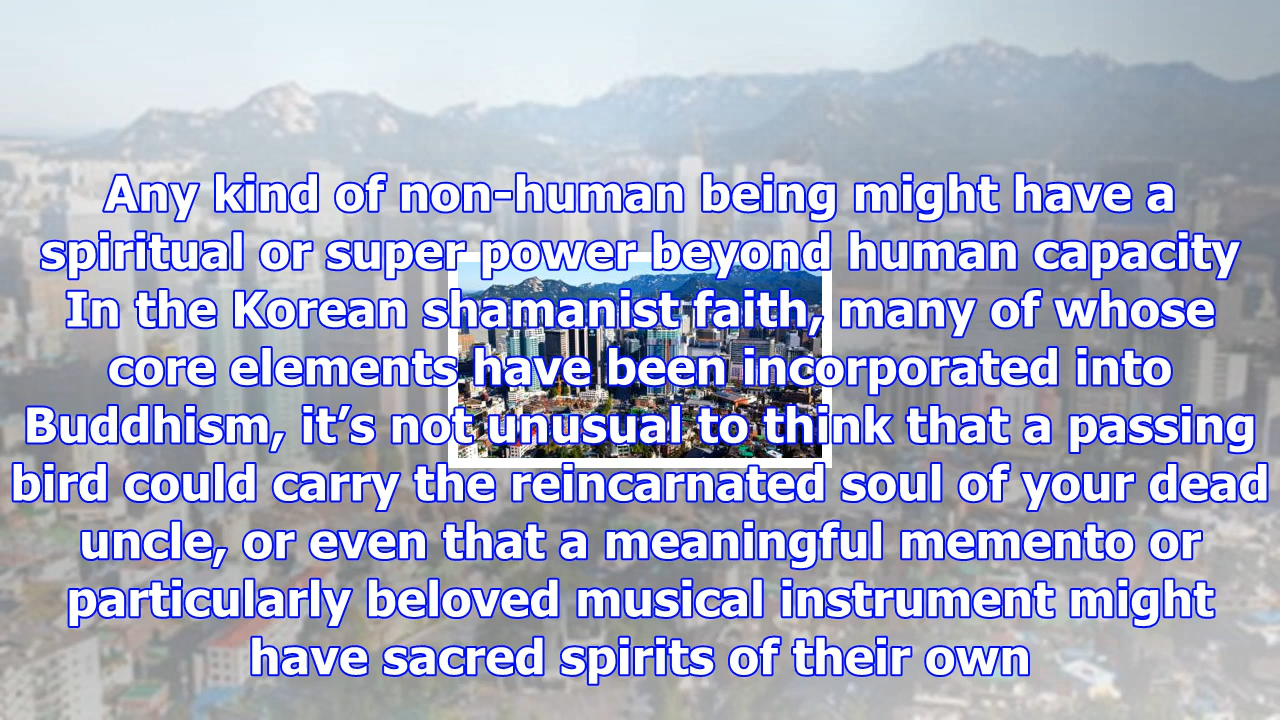 Any kind of non-human being might have a
spiritual or super power beyond human capacity
In the Korean shamanist faith, many of whose
core elements have been incorporated into
Buddhism, it’s not unusual to think that a passing
bird could carry the reincarnated soul of your dead
uncle, or even that a meaningful memento or
particularly beloved musical instrument might
have sacred spirits of their own